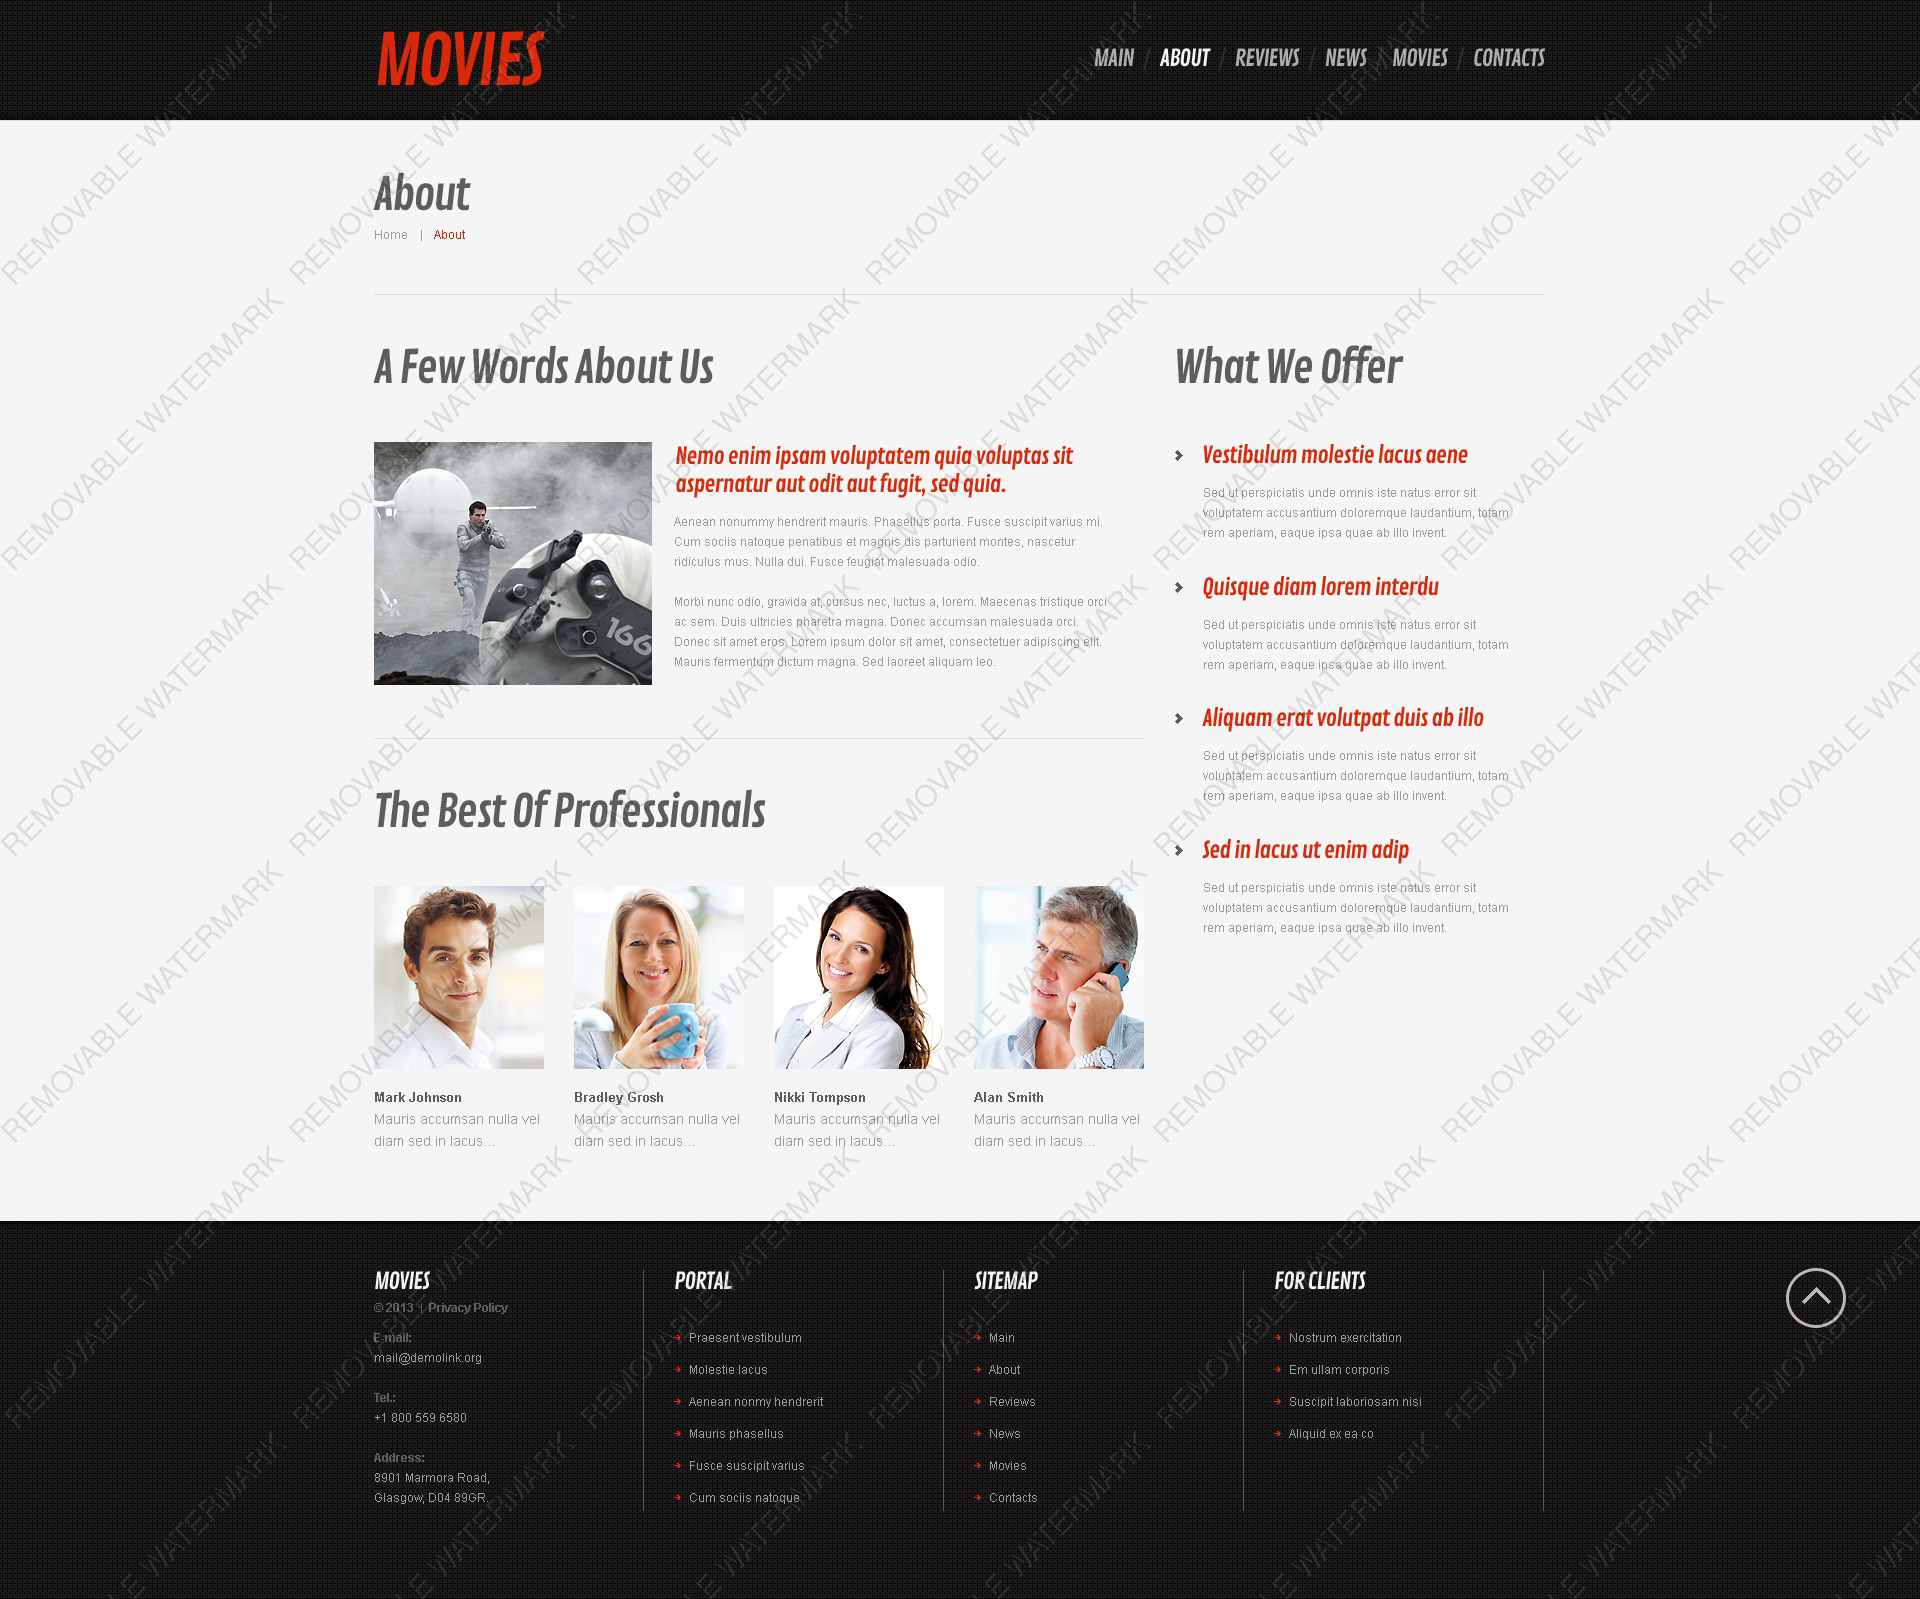 MOVIES
MAIN / ABOUT / REVIEWS / NEWS / MOVIES / CONTACTS
About
Home | About
A Few Words About Us
Nemo enim ipsam voluptatem quia voluptas sit
aspernatur aut odit aut fugit, sed quia.
Aenean nonummy hendrerit mauris. Phasellus porta. Fusce suscipit varius mi.
Cum sociis natoque penatibus et magnis dis parturient montes, nascetur
ridiculus mus. Nulla dui. Fusce feugiat malesuada odio.
Morbi nunc odio, gravida at, cursus nec, luctus a, lorem. Maecenas tristique orci
ac sem. Duis ultricies pharetra magna. Donec accumsan malesuada orci.
Donec sit amet eros. Lorem ipsum dolor sit amet, consectetuer adipiscing elit.
Mauris fermentum dictum magna. Sed laoreet aliquam leo.
166
What We Offer
Vestibulum molestie lacus aene
Sed ut perspiciatis unde omnis iste natus error sit
voluptatem accusantium doloremque laudantium, totam
rem aperiam, eaque ipsa quae ab illo invent.
Quisque diam lorem interdu
Sed ut perspiciatis unde omnis iste natus error sit
voluptatem accusantium doloremque laudantium, totam
rem aperiam, eaque ipsa quae ab illo invent.
Aliquam erat volutpat duis ab illo
Sed ut perspiciatis unde omnis iste natus error sit
voluptatem accusantium doloremque laudantium, totam
rem aperiam, eaque ipsa quae ab illo invent.
Sed in lacus ut enim adip
Sed ut perspiciatis unde omnis iste natus error sit
voluptatem accusantium doloremque laudantium, totam
rem aperiam, eaque ipsa quae ab illo invent.
The Best Of Professionals
Mark Johnson
Mauris accumsan nulla vel
diam sed in lacus...
Bradley Grosh
Mauris accumsan nulla vel
diam sed in lacus...
Nikki Tompson
Mauris accumsan nulla vel
diam sed in lacus...
Alan Smith
Mauris accumsan nulla vel
diam sed in lacus...
MOVIES
© 2013 | Privacy Policy
E-mail:
mail@demolink.org
Tel.:
+1 800 559 6580
Address:
8901 Marmora Road,
Glasgow, D04 89GR.
PORTAL
Praesent vestibulum
Molestie lacus
Aenean nonmy hendrerit
Mauris phasellus
Fusce suscipit varius
Cum sociis natoque
SITEMAP
Main
About
Reviews
News
Movies
Contacts
FOR CLIENTS
Nostrum exercitation
Em ullam corporis
Suscipit laboriosam nisi
Aliquid ex ea co
REMOVABLE WATERMARK